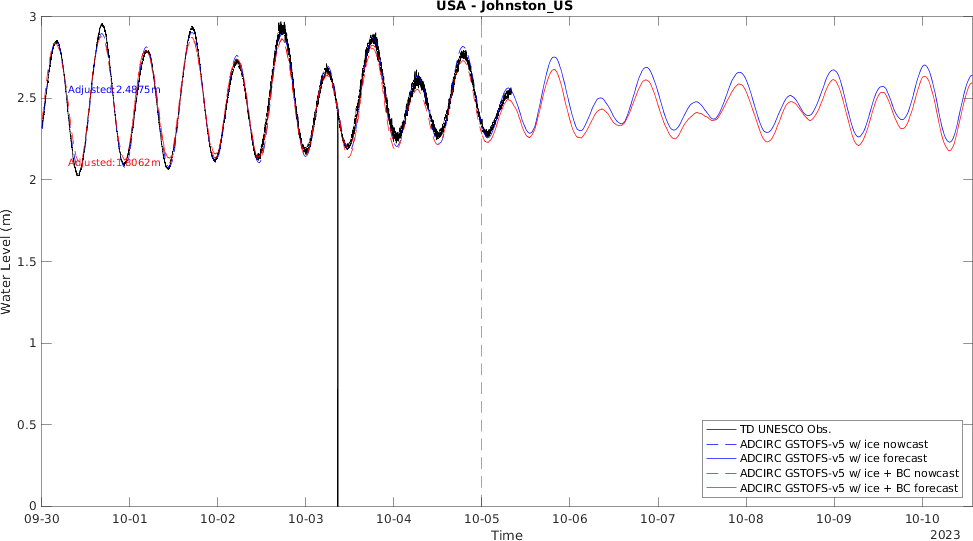 USA - Johnston_US
3
2.5
2
1.5
1
0.5
0
Water Level (m)
Adjusted:2.4875m
Adjusted:1.8062m
TD UNESCO Obs.
ADCIRC GSTOFS-v5 w/ ice nowcast
ADCIRC GSTOFS-v5 w/ ice forecast
ADCIRC GSTOFS-v5 w/ ice + BC nowcast
ADCIRC GSTOFS-v5 w/ ice + BC forecast
09-30 10-01 10-02 10-03 10-04 10-05 10-06 10-07 10-08 10-09 10-10
Time
2023